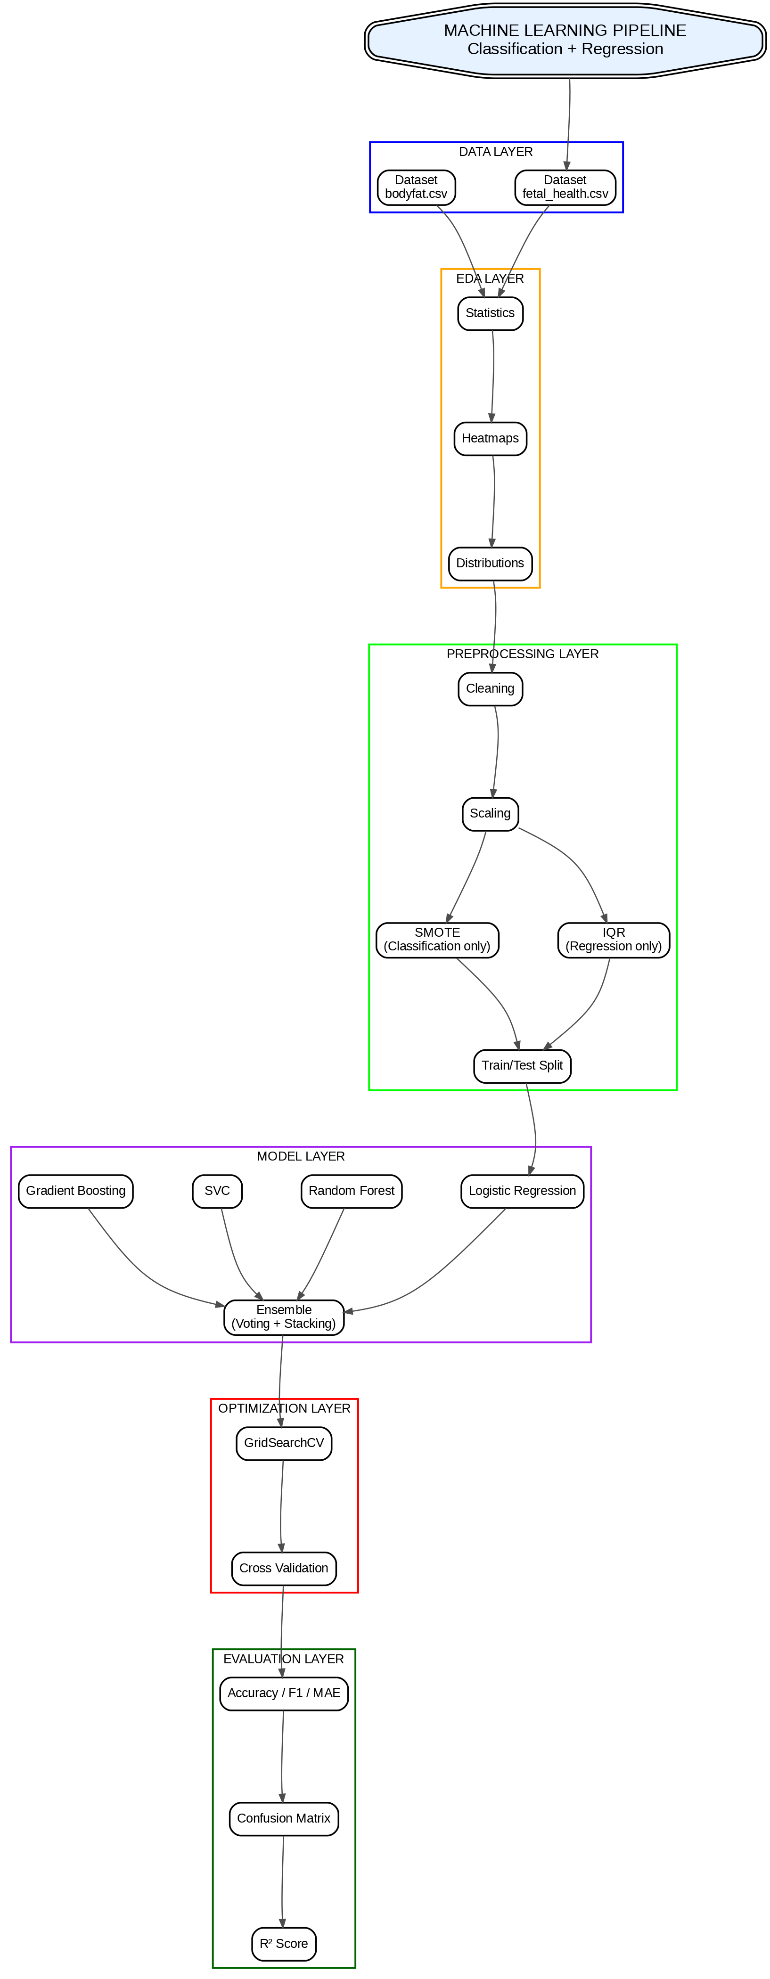 MACHINE LEARNING PIPELINE
Classification + Regression
DATA LAYER
Dataset
bodyfat.csv
Dataset
fetal_health.csv
EDA LAYER
Statistics
Heatmaps
Distributions
PREPROCESSING LAYER
Cleaning
Scaling
SMOTE
(Classification only)
IQR
(Regression only)
Train/Test Split
MODEL LAYER
Gradient Boosting
SVC
Random Forest
Logistic Regression
Ensemble
(Voting + Stacking)
OPTIMIZATION LAYER
GridSearchCV
Cross Validation
EVALUATION LAYER
Accuracy / F1 / MAE
Confusion Matrix
R² Score